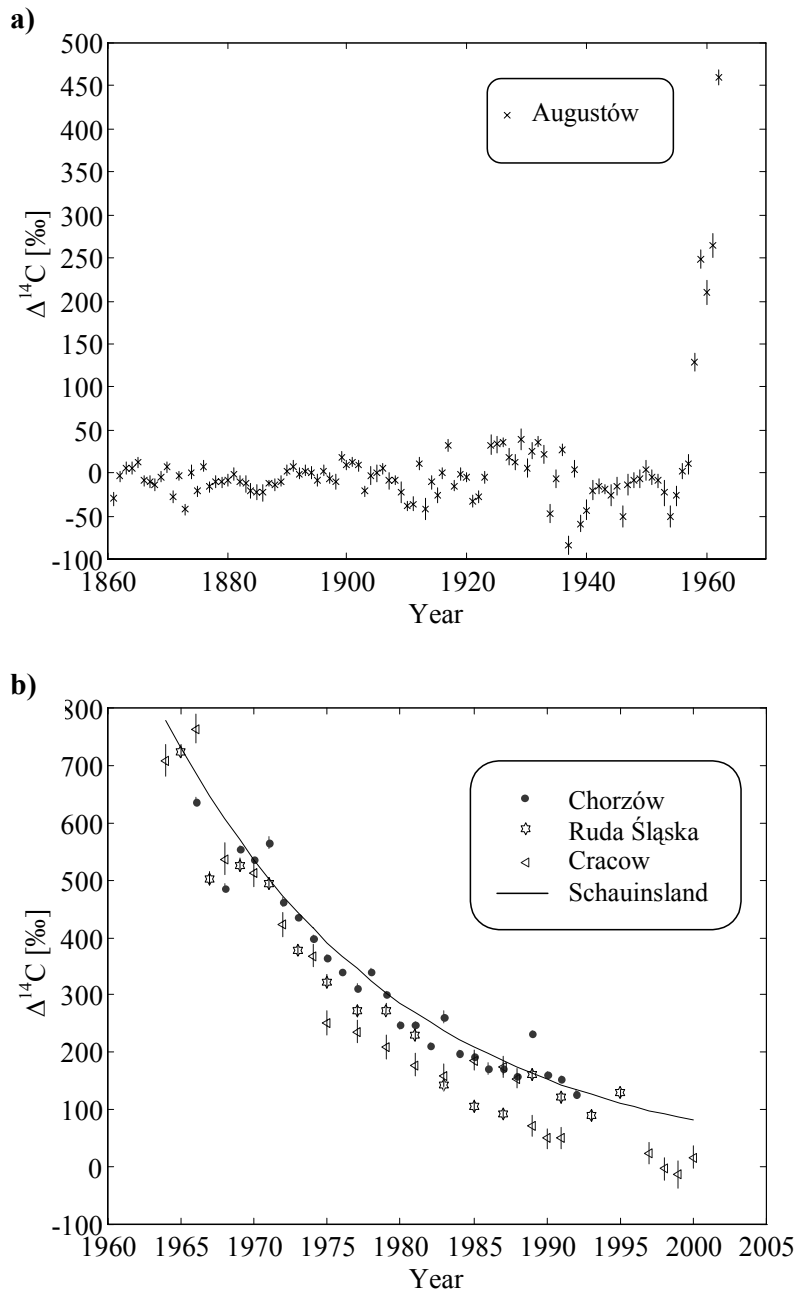 a)
500
450
400
350
300
250
200
150
100
50
0
-50
-100
Δ¹⁴C [‰]
× Augustów
1860 1880 1900 1920 1940 1960
Year
b)
800
700
600
500
400
300
200
100
0
-100
Δ¹⁴C [‰]
Chorzów
Ruda Śląska
Cracow
Schauinsland
1960 1965 1970 1975 1980 1985 1990 1995 2000 2005
Year